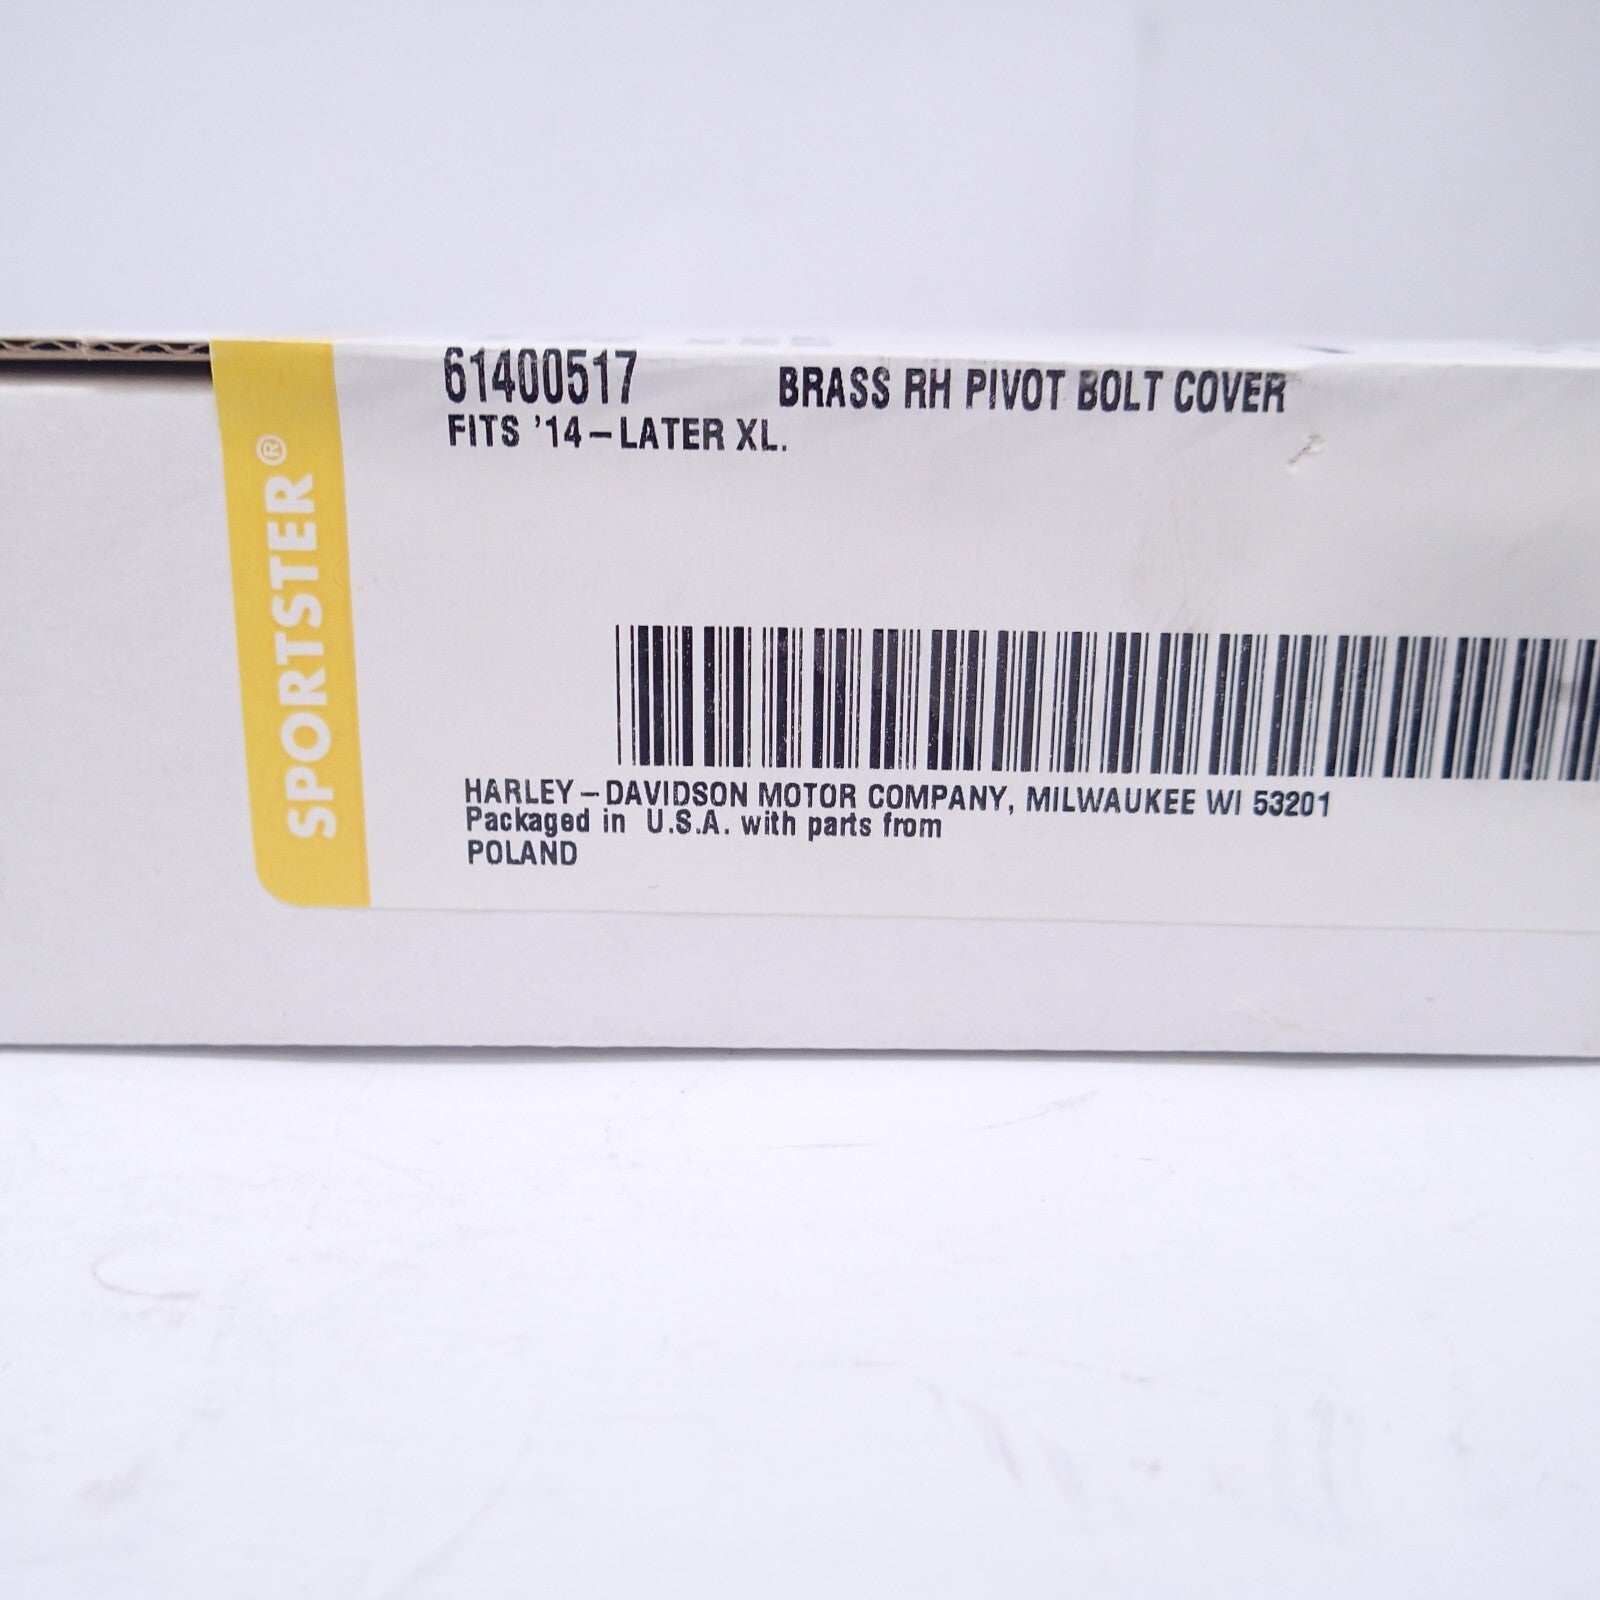 61400517 BRASS RH PIVOT BOLT COVER
FITS '14-LATER XL.
SPORTSTER®
HARLEY-DAVIDSON MOTOR COMPANY, MILWAUKEE WI 53201
Packaged in U.S.A. with parts from
POLAND